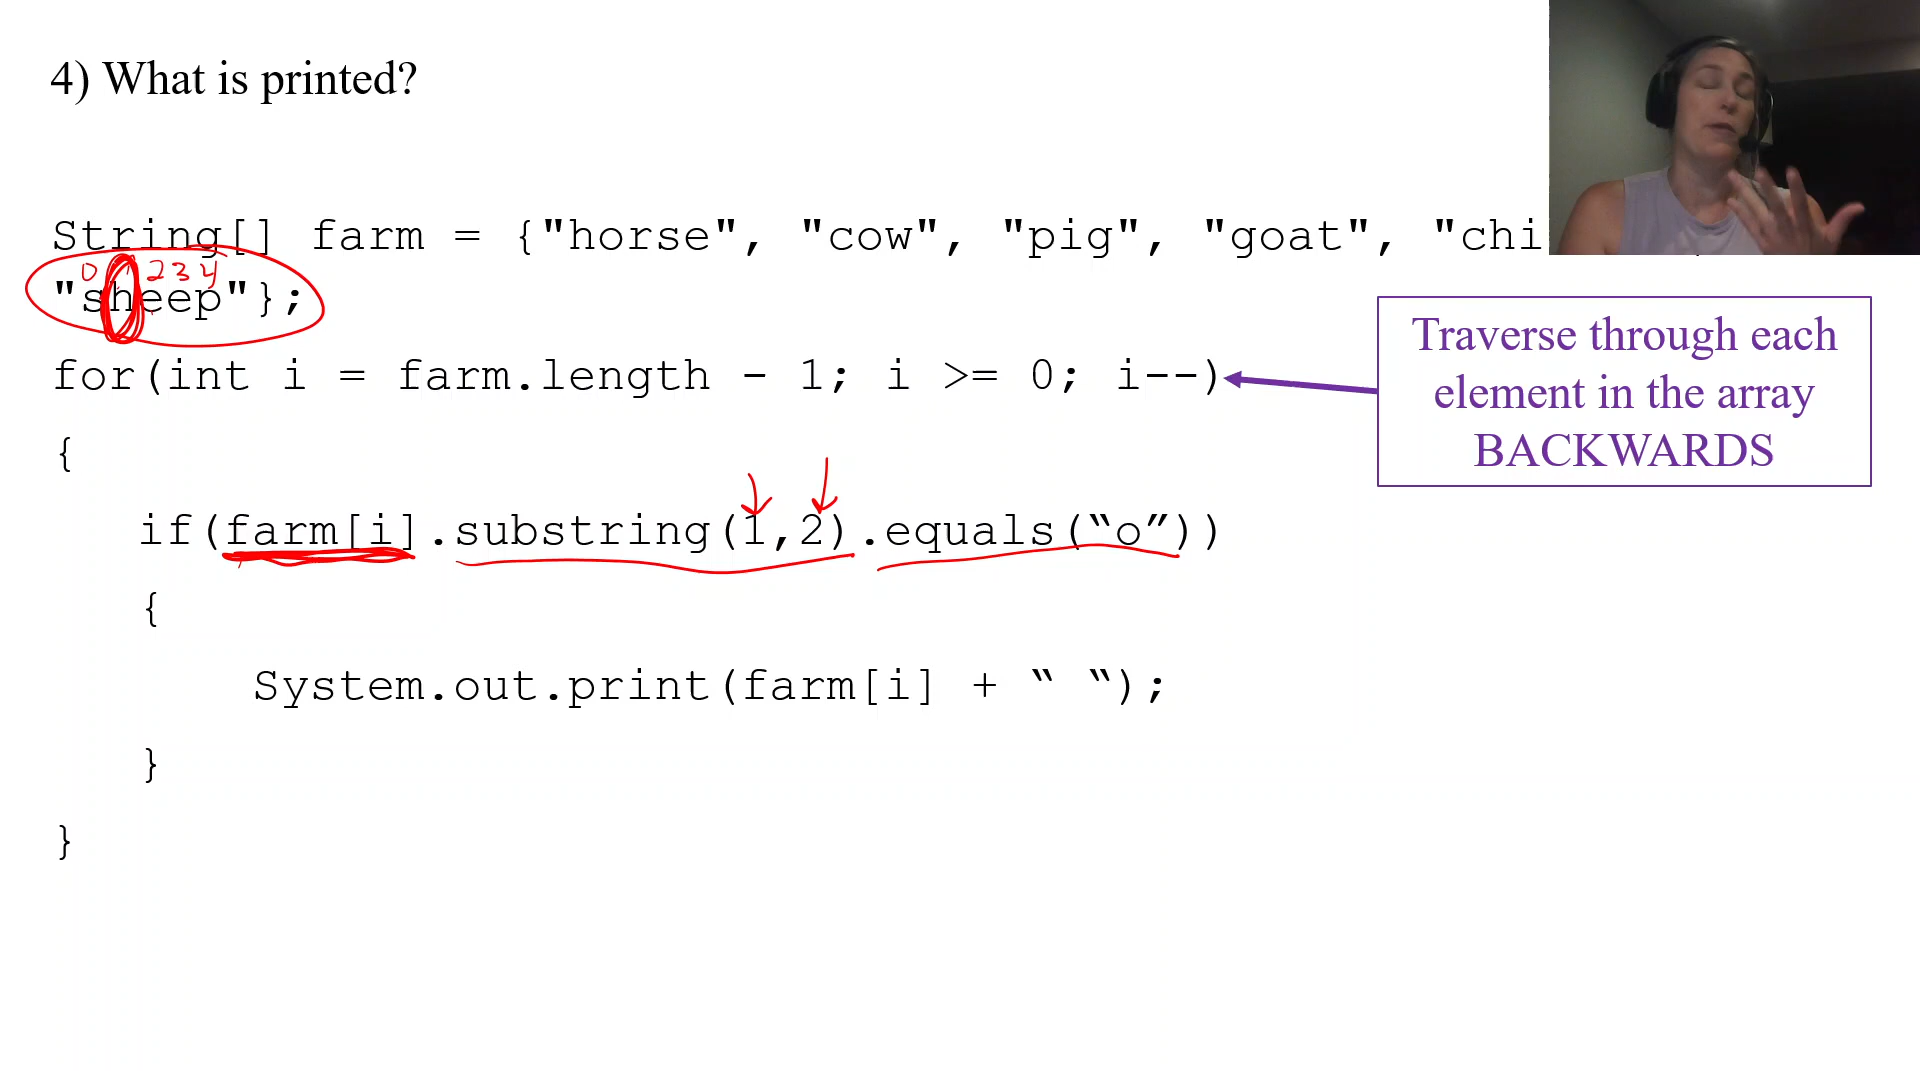 4) What is printed?
String[] farm = {"horse", "cow", "pig", "goat", "chi
0 1 2 3 4
"sheep"};
for(int i = farm.length - 1; i >= 0; i--)
Traverse through each
element in the array
BACKWARDS
{
if(farm[i].substring(1,2).equals(“o”))
{
System.out.print(farm[i] + “ “);
}
}